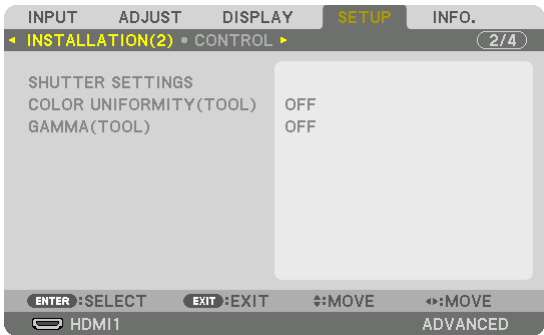 INPUT ADJUST DISPLAY SETUP INFO.
INSTALLATION(2) • CONTROL 2/4
SHUTTER SETTINGS
COLOR UNIFORMITY(TOOL) OFF
GAMMA(TOOL) OFF
ENTER :SELECT EXIT :EXIT :MOVE :MOVE
HDMI1 ADVANCED